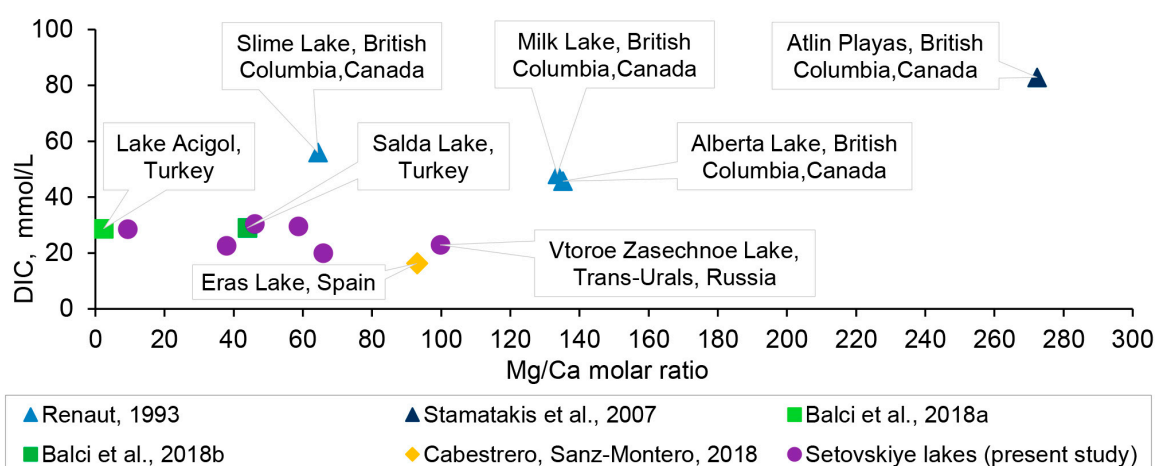 100
80
60
40
20
0
DIC, mmol/L
Slime Lake, British
Columbia,Canada
Milk Lake, British
Columbia,Canada
Atlin Playas, British
Columbia,Canada
Lake Acigol,
Turkey
Salda Lake,
Turkey
Alberta Lake, British
Columbia,Canada
Eras Lake, Spain
Vtoroe Zasechnoe Lake,
Trans-Urals, Russia
0 20 40 60 80 100 120 140 160 180 200 220 240 260 280 300
Mg/Ca molar ratio
Renaut, 1993
Stamatakis et al., 2007
Balci et al., 2018a
Balci et al., 2018b
Cabestrero, Sanz-Montero, 2018
Setovskiye lakes (present study)